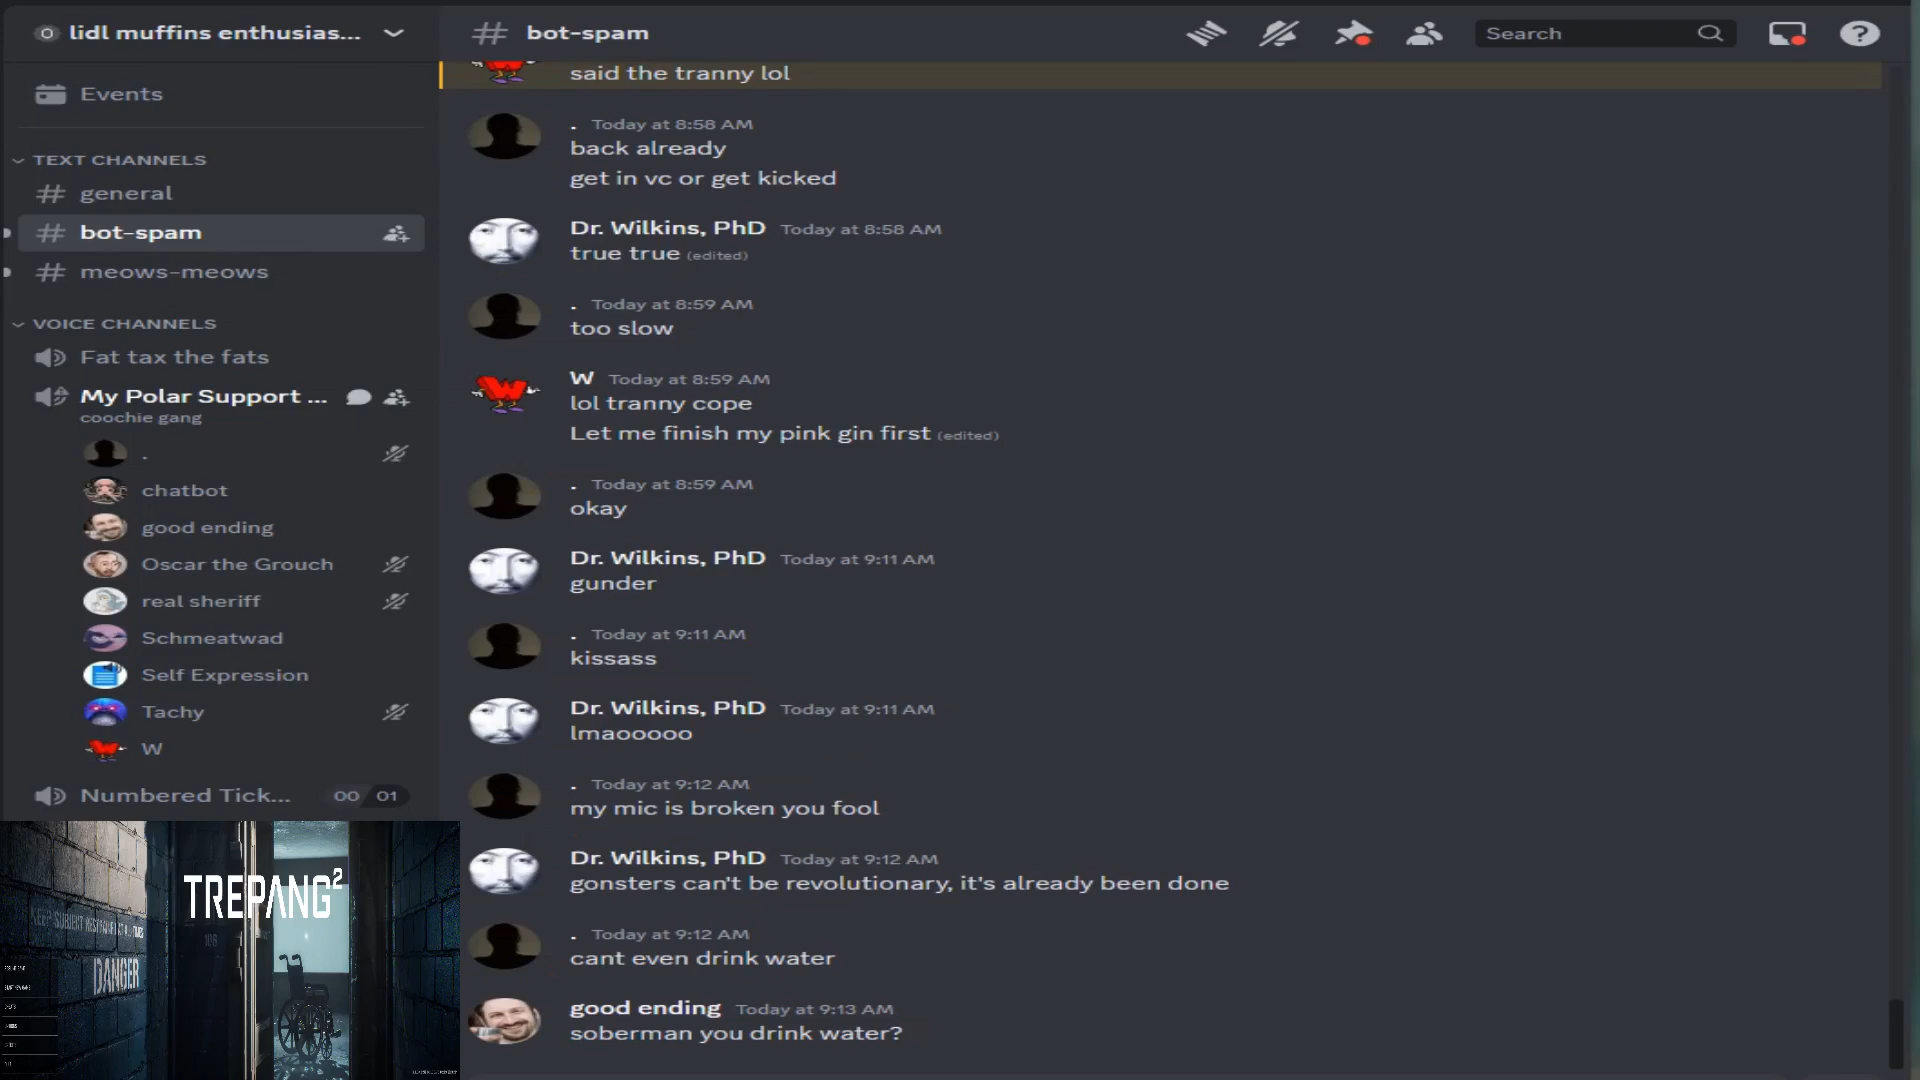 lidl muffins enthusias...
bot-spam
Search
Events
TEXT CHANNELS
general
bot-spam
meows-meows
VOICE CHANNELS
Fat tax the fats
My Polar Support ...
coochie gang
.
chatbot
good ending
Oscar the Grouch
real sheriff
Schmeatwad
Self Expression
Tachy
W
Numbered Tick... 00 01
said the tranny lol
. Today at 8:58 AM
back already
get in vc or get kicked
Dr. Wilkins, PhD Today at 8:58 AM
true true (edited)
. Today at 8:59 AM
too slow
W Today at 8:59 AM
lol tranny cope
Let me finish my pink gin first (edited)
. Today at 8:59 AM
okay
Dr. Wilkins, PhD Today at 9:11 AM
gunder
. Today at 9:11 AM
kissass
Dr. Wilkins, PhD Today at 9:11 AM
lmaooooo
. Today at 9:12 AM
my mic is broken you fool
Dr. Wilkins, PhD Today at 9:12 AM
gonsters can't be revolutionary, it's already been done
. Today at 9:12 AM
cant even drink water
good ending Today at 9:13 AM
soberman you drink water?
TREPANG²
KEEP SUBJECT RESTRAINED AT ALL TIMES
106
DANGER